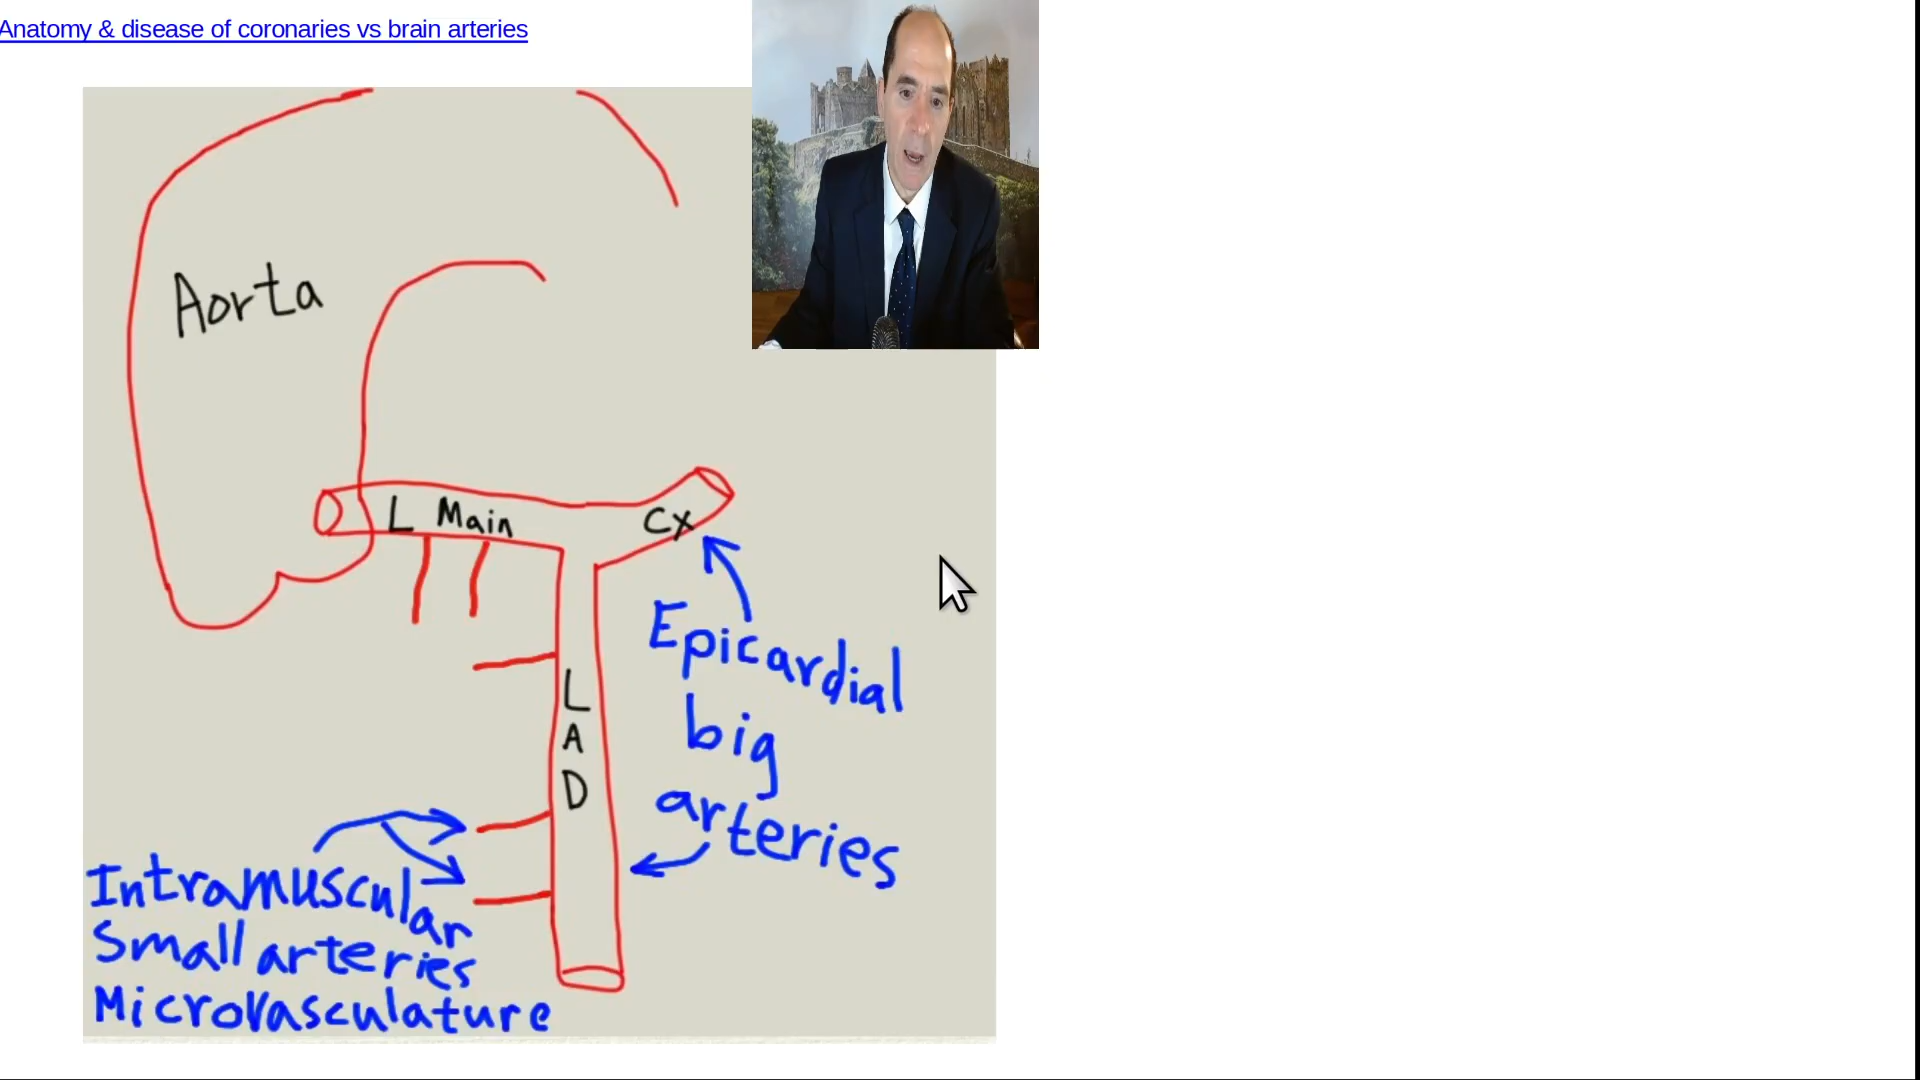 Anatomy & disease of coronaries vs brain arteries
Aorta
L Main
Cx
Epicardial
big
arteries
L
A
D
Intramuscular
Small arteries
Microvasculature